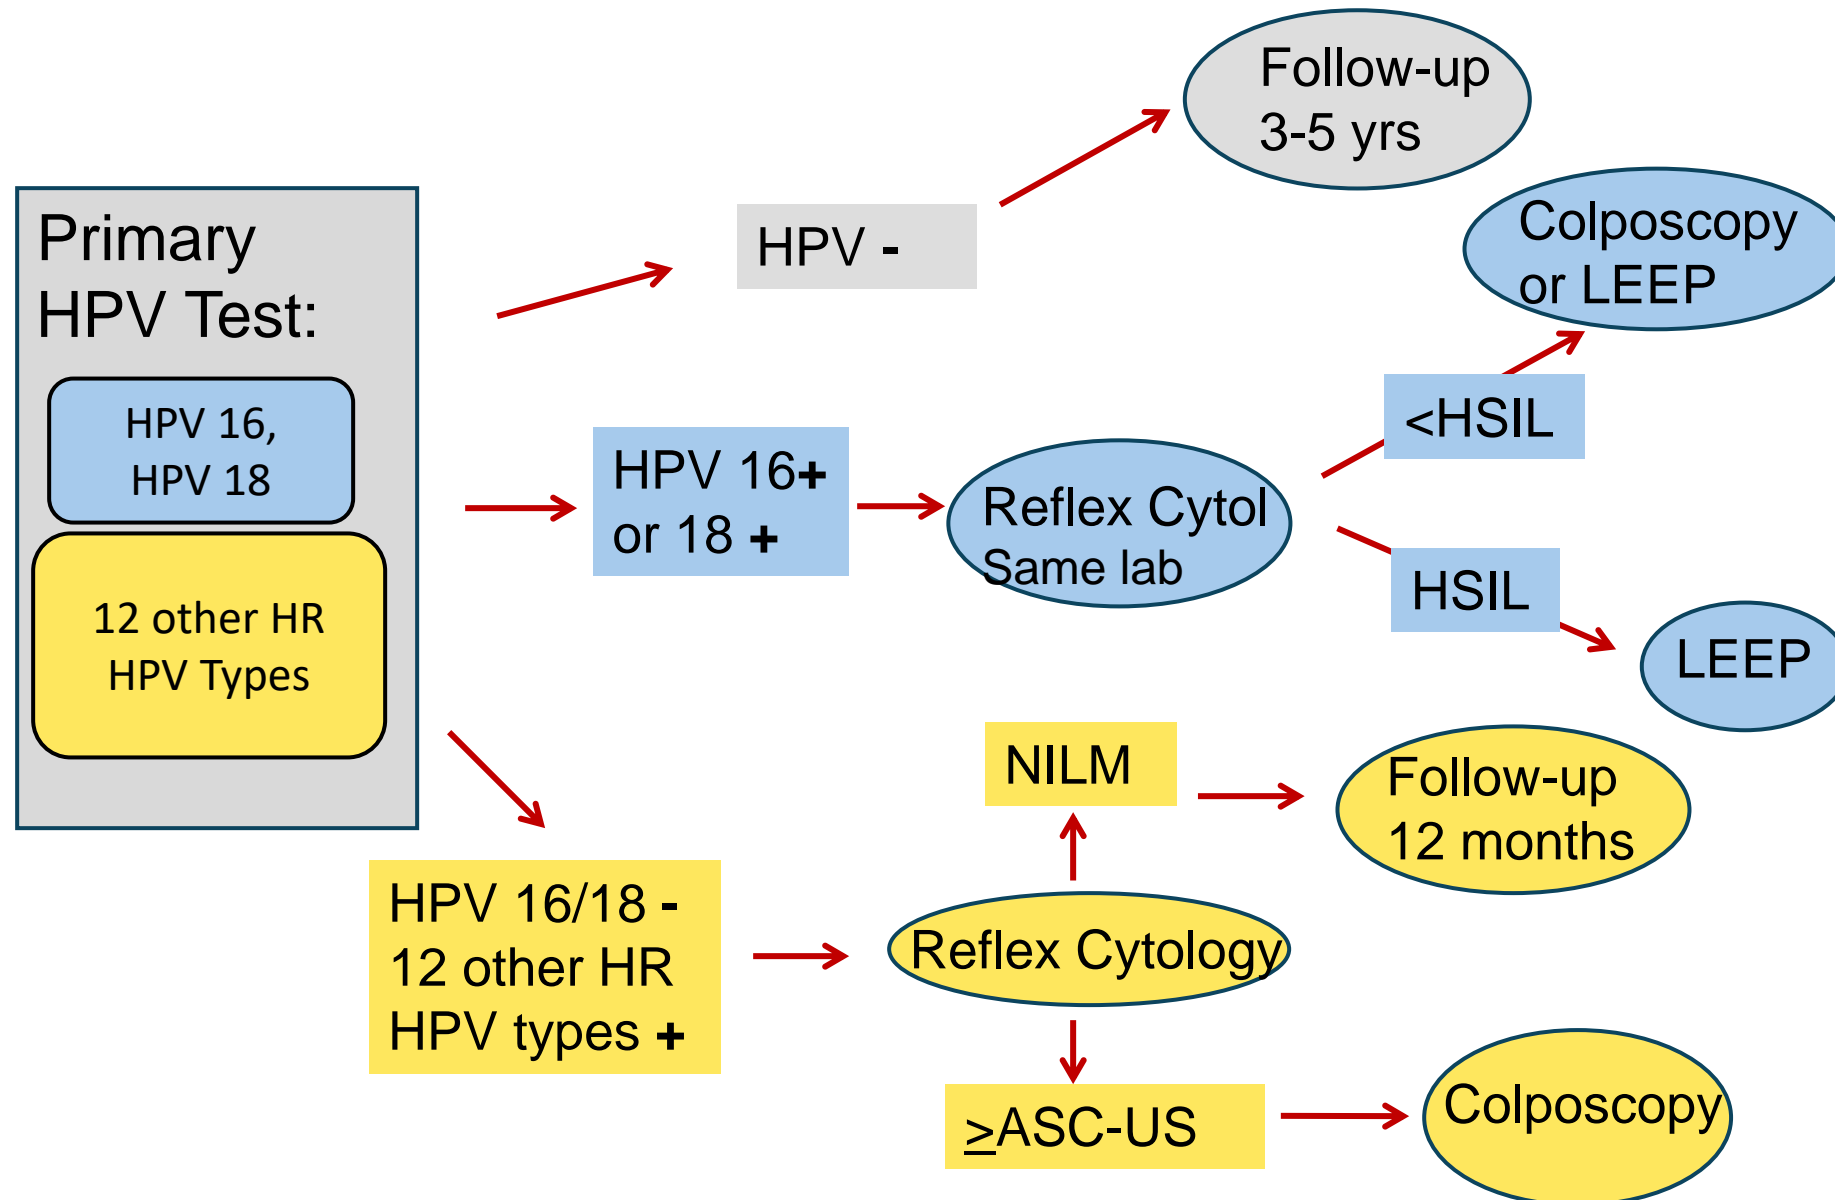 Primary
HPV Test:
HPV 16,
HPV 18
12 other HR
HPV Types
HPV -
Follow-up
3-5 yrs
HPV 16+
or 18 +
Reflex Cytol
Same lab
<HSIL
Colposcopy
or LEEP
HSIL
LEEP
HPV 16/18 -
12 other HR
HPV types +
Reflex Cytology
NILM
Follow-up
12 months
≥ASC-US
Colposcopy